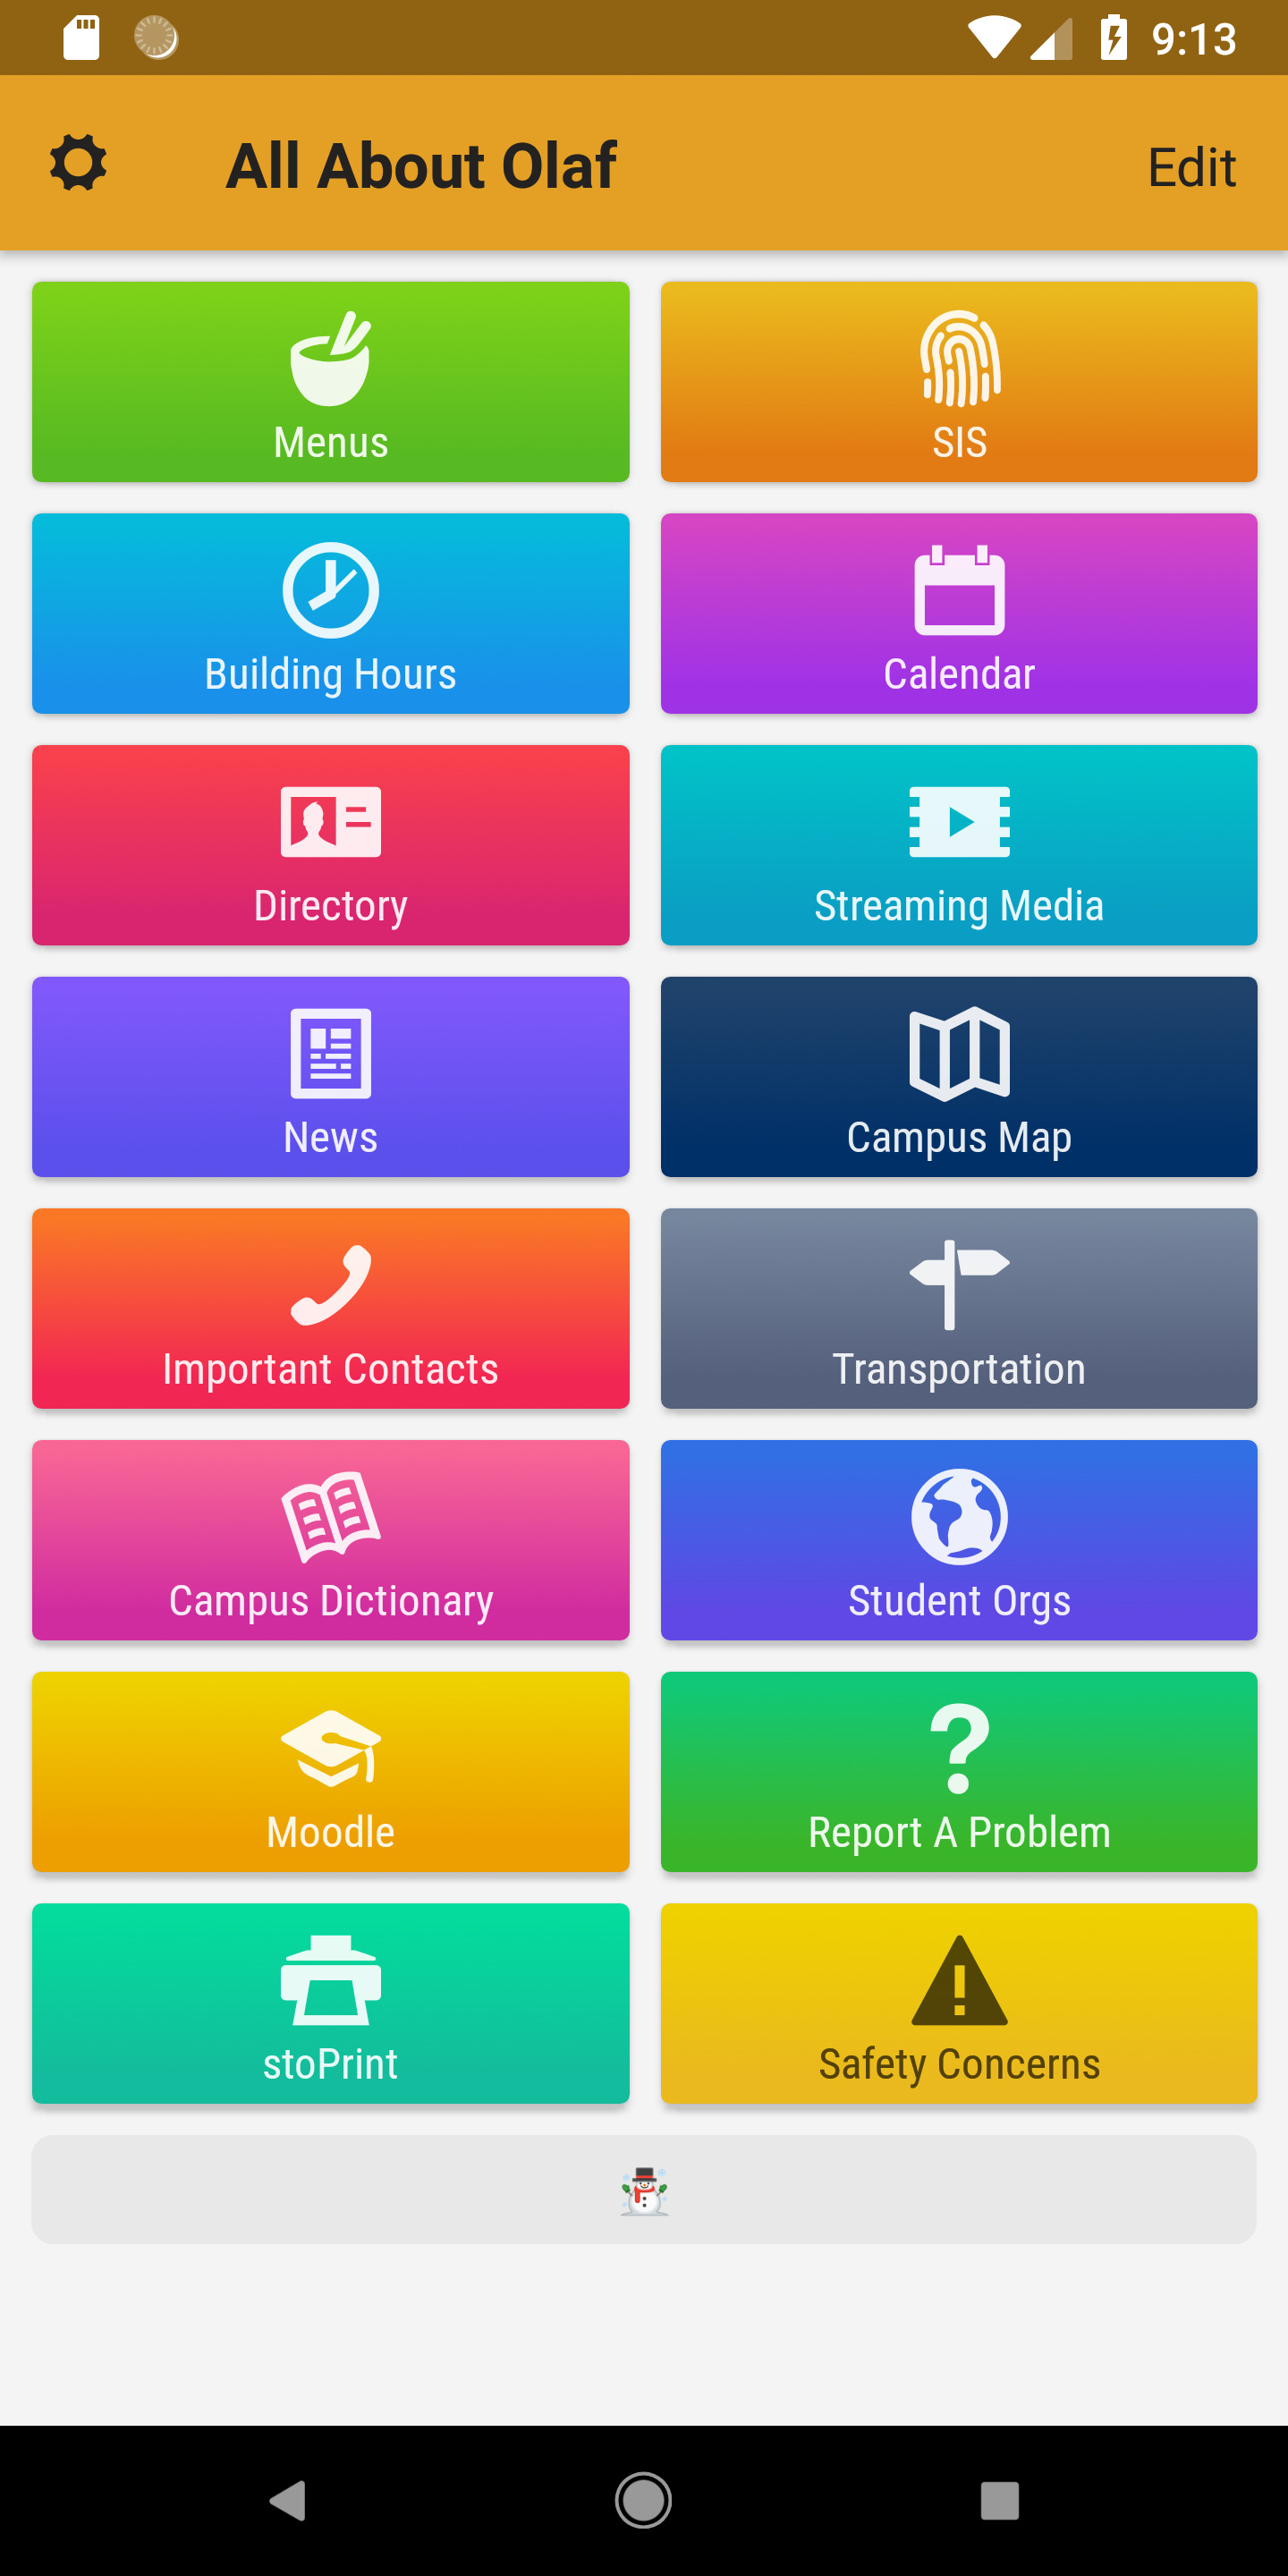 9:13
All About Olaf
Edit
Menus
SIS
Building Hours
Calendar
Directory
Streaming Media
News
Campus Map
Important Contacts
Transportation
Campus Dictionary
Student Orgs
Moodle
Report A Problem
stoPrint
Safety Concerns